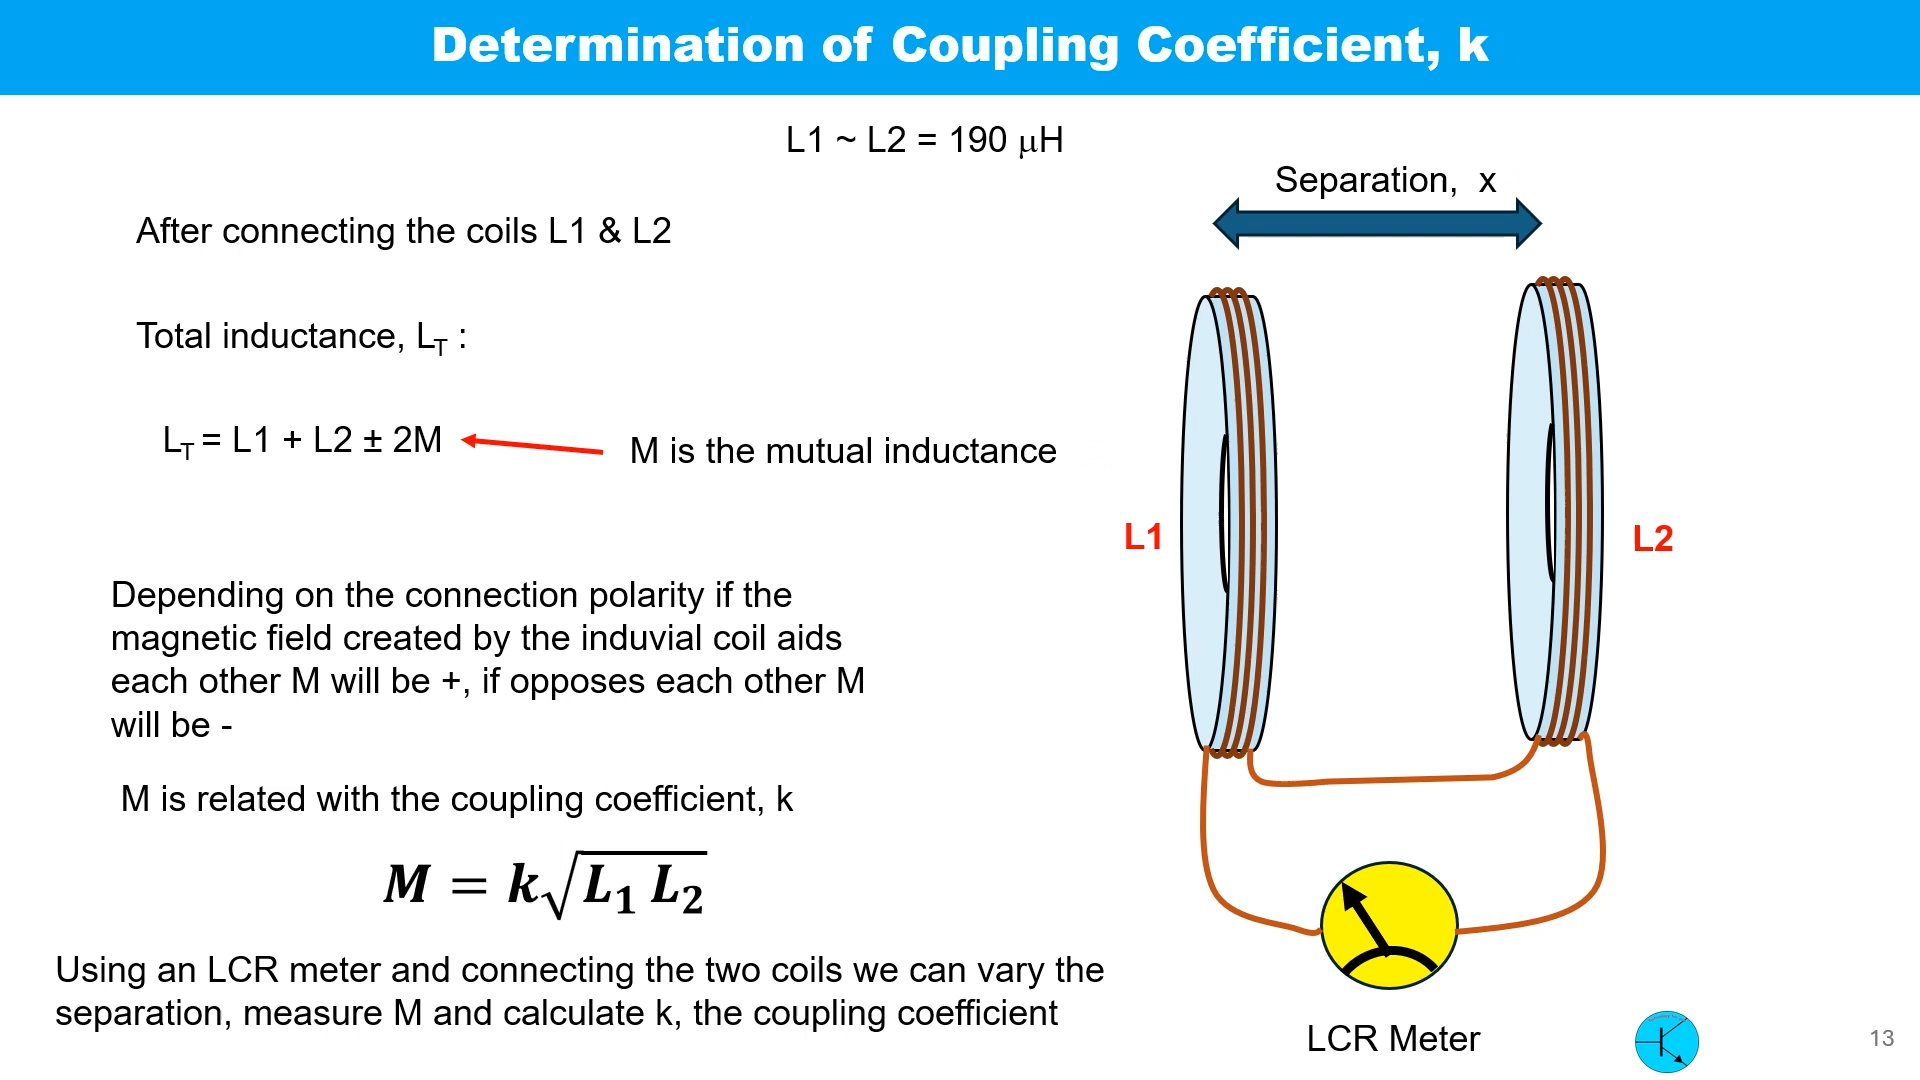 Determination of Coupling Coefficient, k
L1 ~ L2 = 190 μH
Separation, x
After connecting the coils L1 & L2
Total inductance, L_T :
L_T = L1 + L2 ± 2M
M is the mutual inductance
L1
L2
Depending on the connection polarity if the
magnetic field created by the induvial coil aids
each other M will be +, if opposes each other M
will be -
M is related with the coupling coefficient, k
M = k√(L₁ L₂)
Using an LCR meter and connecting the two coils we can vary the
separation, measure M and calculate k, the coupling coefficient
LCR Meter
13